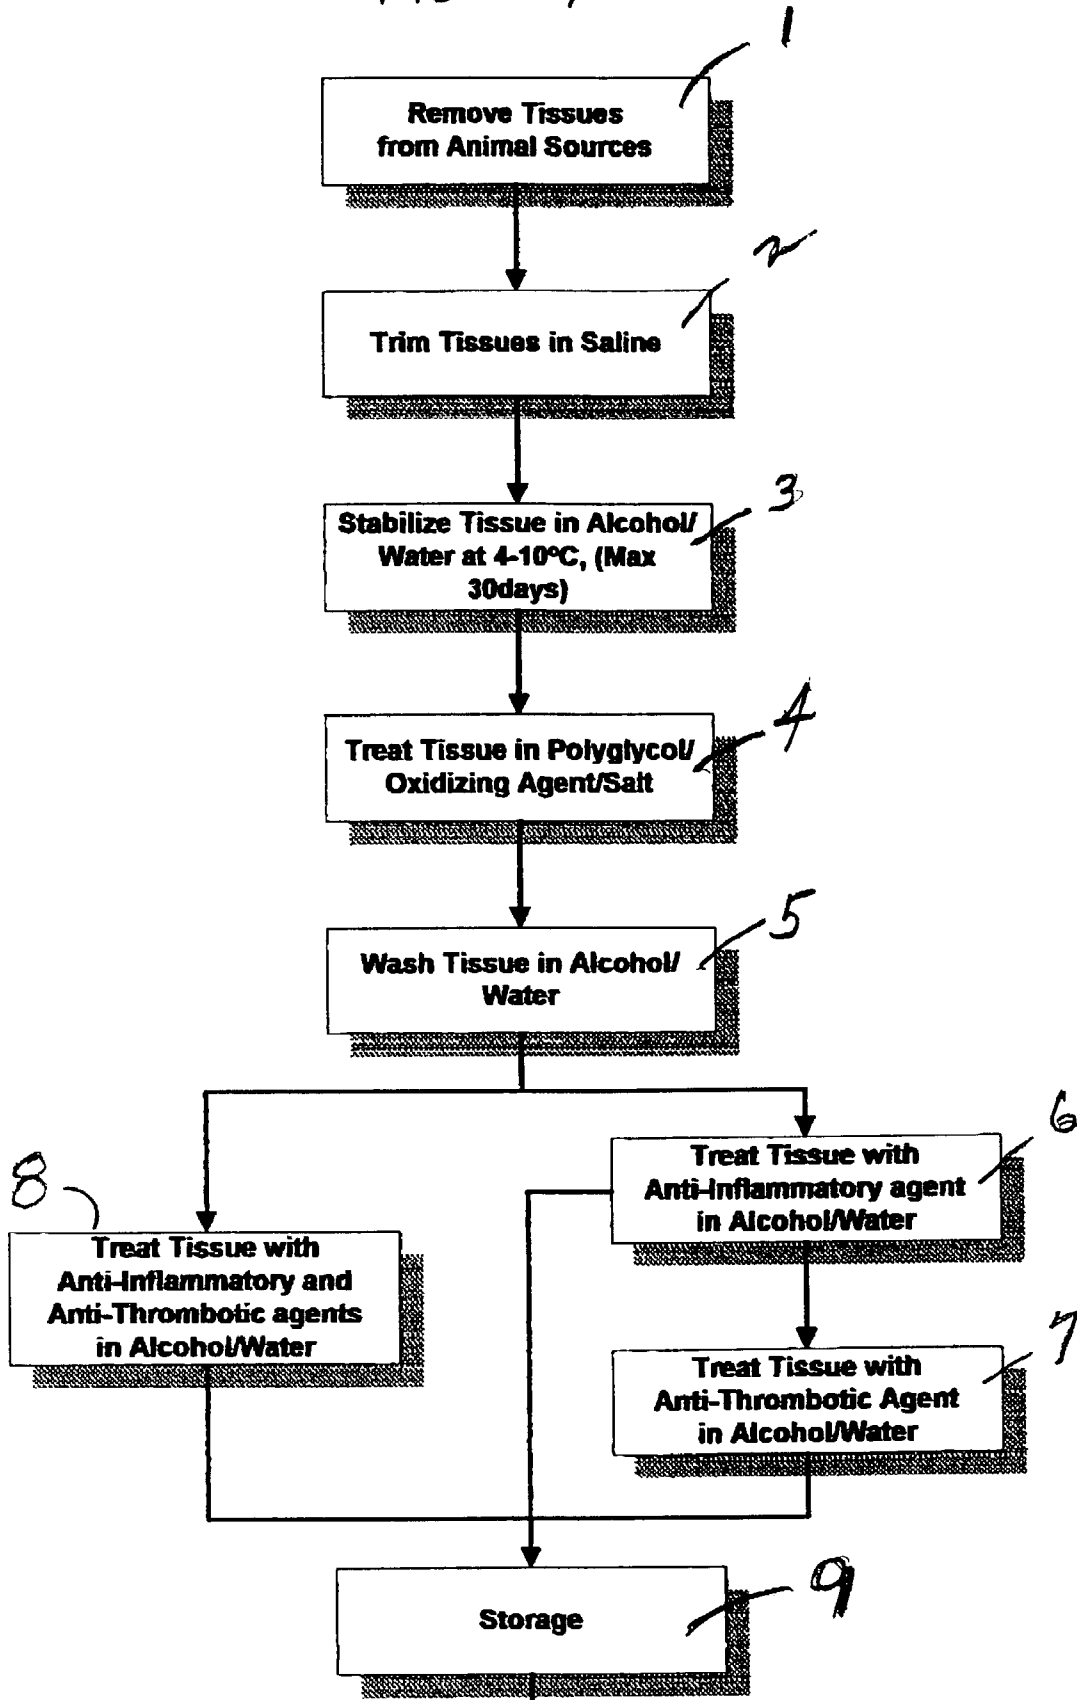 1
Remove Tissues
from Animal Sources
2
Trim Tissues in Saline
3
Stabilize Tissue in Alcohol/
Water at 4-10ºC, (Max
30days)
4
Treat Tissue in Polyglycol/
Oxidizing Agent/Salt
5
Wash Tissue in Alcohol/
Water
6
Treat Tissue with
Anti-Inflammatory agent
in Alcohol/Water
8
Treat Tissue with
Anti-Inflammatory and
Anti-Thrombotic agents
in Alcohol/Water
7
Treat Tissue with
Anti-Thrombotic Agent
in Alcohol/Water
9
Storage